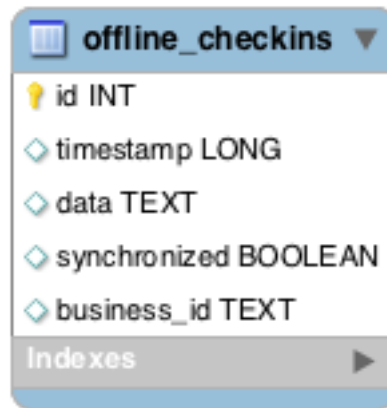 offline_checkins
id INT
timestamp LONG
data TEXT
synchronized BOOLEAN
business_id TEXT
Indexes